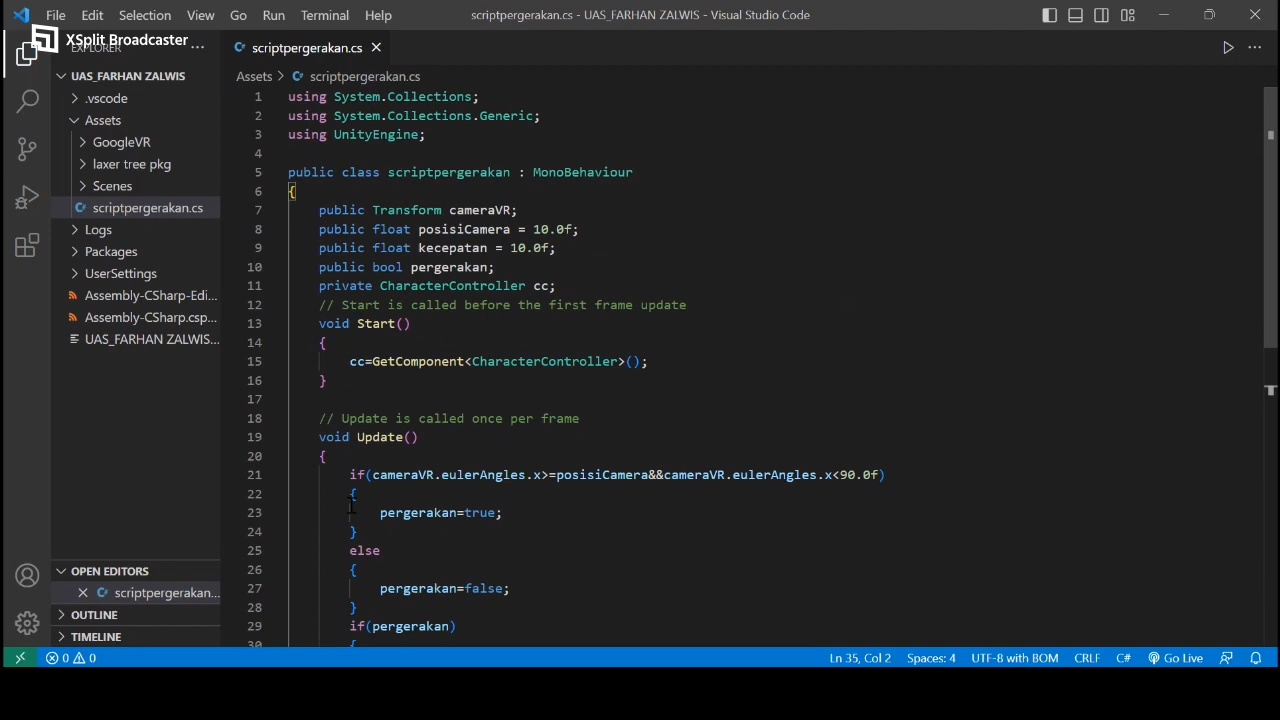 File Edit Selection View Go Run Terminal Help
scriptpergerakan.cs - UAS_FARHAN ZALWIS - Visual Studio Code
XSplit Broadcaster
EXPLORER
UAS_FARHAN ZALWIS
.vscode
Assets
GoogleVR
laxer tree pkg
Scenes
scriptpergerakan.cs
Logs
Packages
UserSettings
Assembly-CSharp-Edi...
Assembly-CSharp.csp...
UAS_FARHAN ZALWIS...
OPEN EDITORS
scriptpergerakan...
OUTLINE
TIMELINE
scriptpergerakan.cs
Assets > scriptpergerakan.cs
1 using System.Collections;
2 using System.Collections.Generic;
3 using UnityEngine;
4
5 public class scriptpergerakan : MonoBehaviour
6 {
7 public Transform cameraVR;
8 public float posisiCamera = 10.0f;
9 public float kecepatan = 10.0f;
10 public bool pergerakan;
11 private CharacterController cc;
12 // Start is called before the first frame update
13 void Start()
14 {
15 cc=GetComponent<CharacterController>();
16 }
17
18 // Update is called once per frame
19 void Update()
20 {
21 if(cameraVR.eulerAngles.x>=posisiCamera&&cameraVR.eulerAngles.x<90.0f)
22 {
23 pergerakan=true;
24 }
25 else
26 {
27 pergerakan=false;
28 }
29 if(pergerakan)
30 {
0 0
Ln 35, Col 2 Spaces: 4 UTF-8 with BOM CRLF C# Go Live